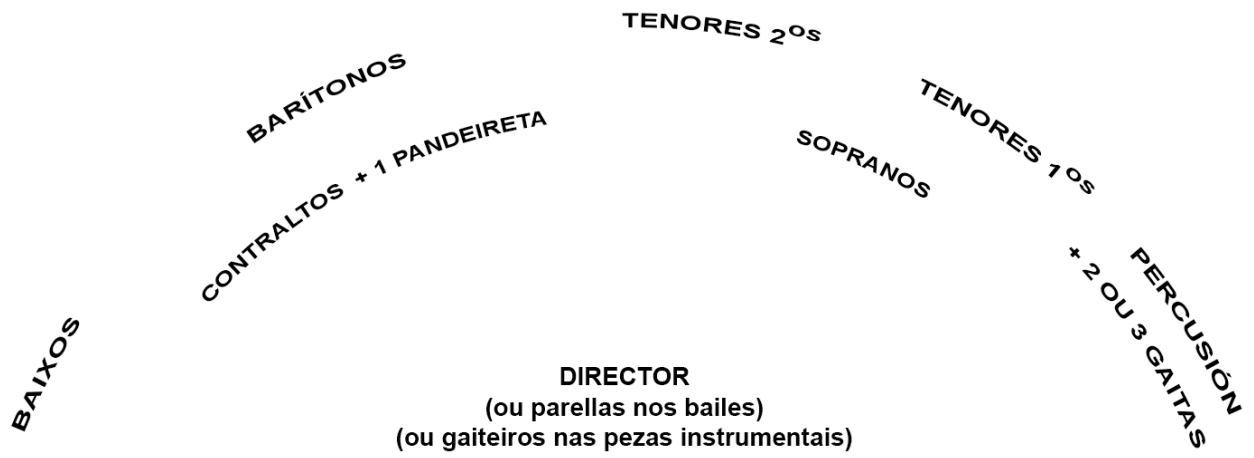 TENORES 2ºs
BARÍTONOS
TENORES 1ºs
CONTRALTOS + 1 PANDEIRETA
SOPRANOS
BAIXOS
PERCUSIÓN
+ 2 OU 3 GAITAS
DIRECTOR
(ou parellas nos bailes)
(ou gaiteiros nas pezas instrumentais)